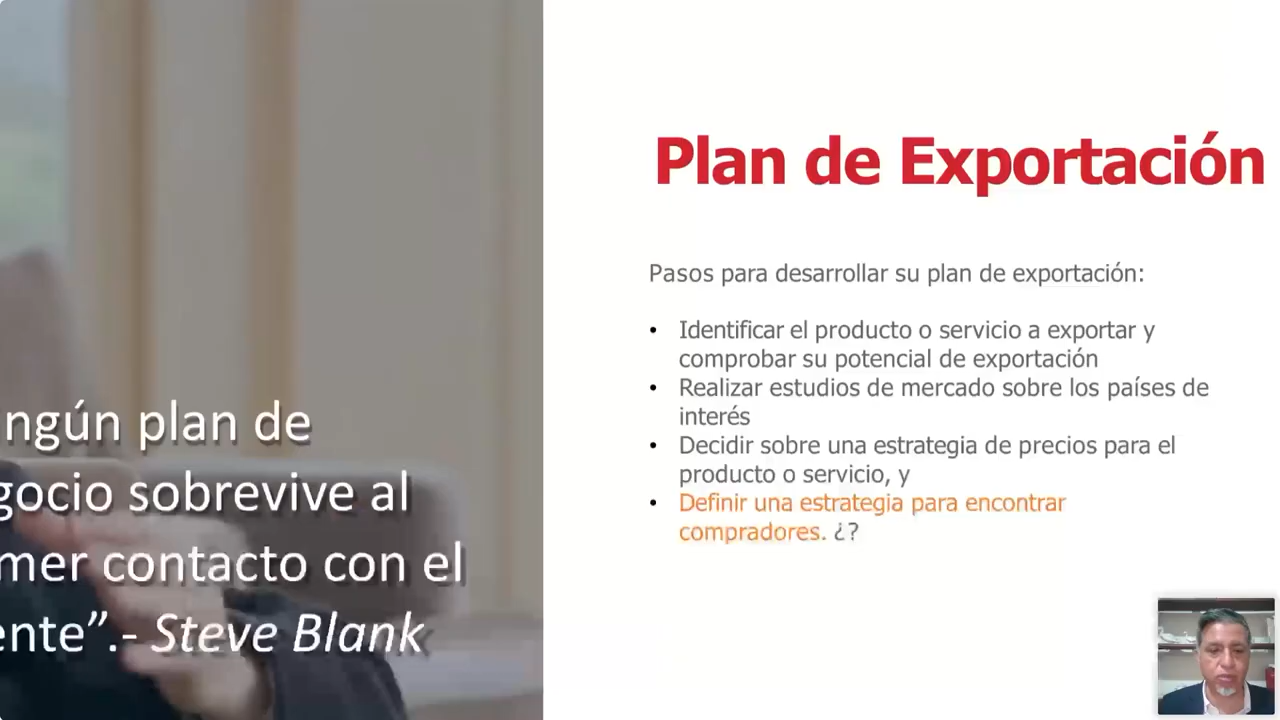 ngún plan de
gocio sobrevive al
mer contacto con el
ente”.- Steve Blank
Plan de Exportación
Pasos para desarrollar su plan de exportación:
• Identificar el producto o servicio a exportar y
comprobar su potencial de exportación
• Realizar estudios de mercado sobre los países de
interés
• Decidir sobre una estrategia de precios para el
producto o servicio, y
• Definir una estrategia para encontrar
compradores. ¿?